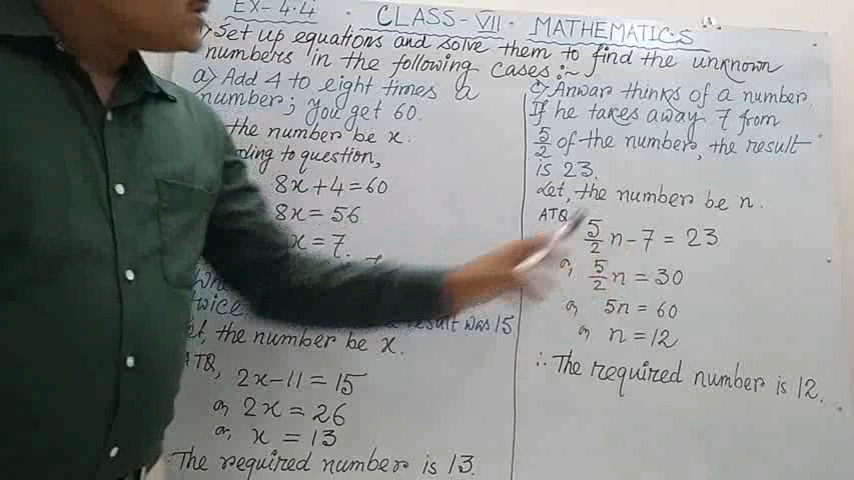 EX-4.4. CLASS-VII. MATHEMATICS
1) Set up equations and solve them to find the unknown
numbers in the following cases:~
a) Add 4 to eight times a
number; you get 60.
the number be x.
ding to question,
8x+4=60
8x=56
x=7.
twice
result was 15
the number be x.
ATQ,
2x-11=15
or, 2x=26
or, x=13
The required number is 13.
c) Anwar thinks of a number.
If he takes away 7 from
5/2 of the number, the result
is 23.
Let, the number be n.
ATQ
5/2 n-7=23
or, 5/2 n=30
or, 5n=60
or, n=12
∴ The required number is 12.